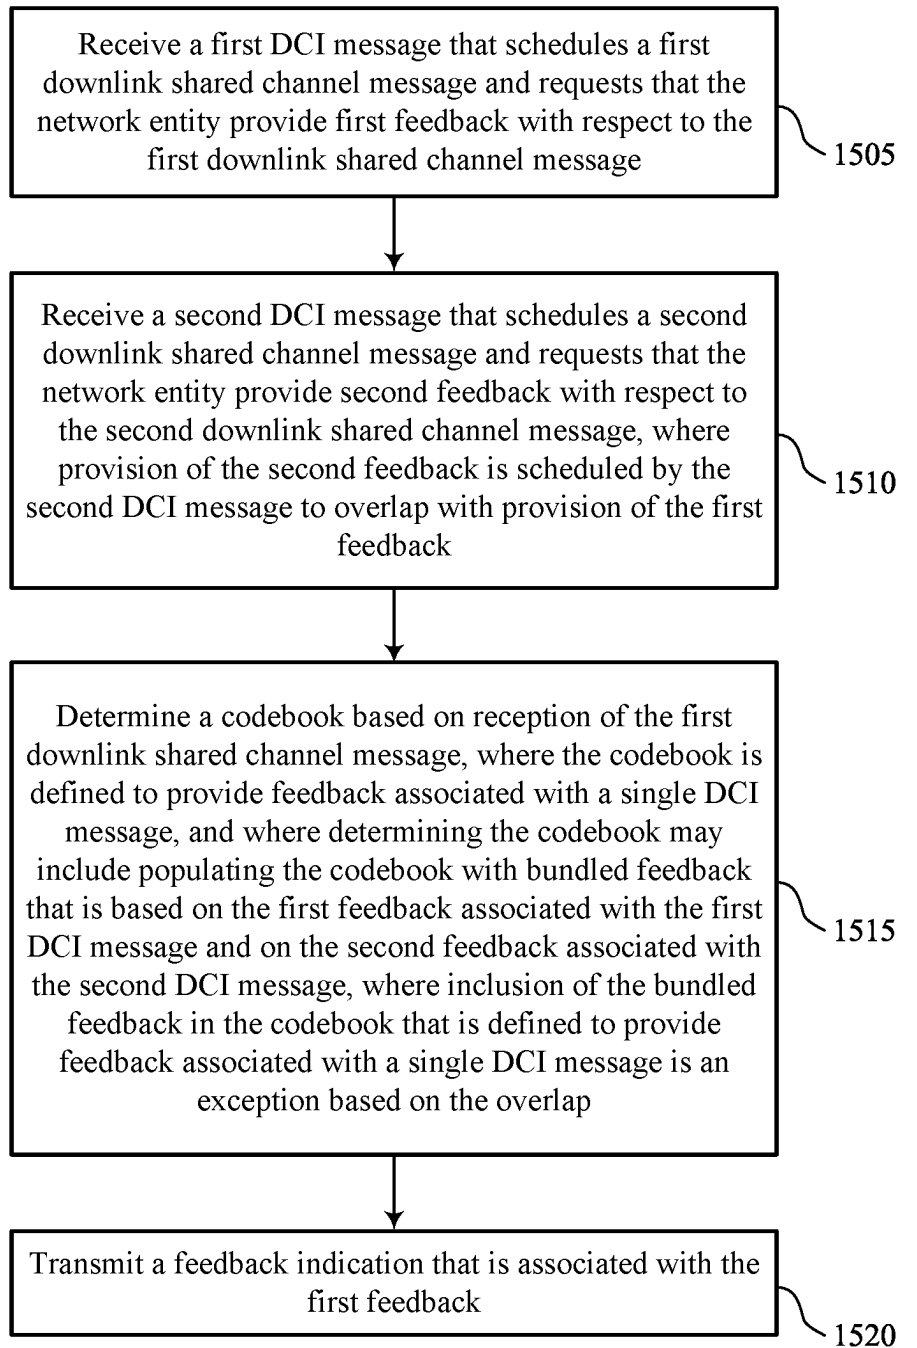 Receive a first DCI message that schedules a first
downlink shared channel message and requests that the
network entity provide first feedback with respect to the
first downlink shared channel message
1505
Receive a second DCI message that schedules a second
downlink shared channel message and requests that the
network entity provide second feedback with respect to
the second downlink shared channel message, where
provision of the second feedback is scheduled by the
second DCI message to overlap with provision of the first
feedback
1510
Determine a codebook based on reception of the first
downlink shared channel message, where the codebook is
defined to provide feedback associated with a single DCI
message, and where determining the codebook may
include populating the codebook with bundled feedback
that is based on the first feedback associated with the first
DCI message and on the second feedback associated with
the second DCI message, where inclusion of the bundled
feedback in the codebook that is defined to provide
feedback associated with a single DCI message is an
exception based on the overlap
1515
Transmit a feedback indication that is associated with the
first feedback
1520